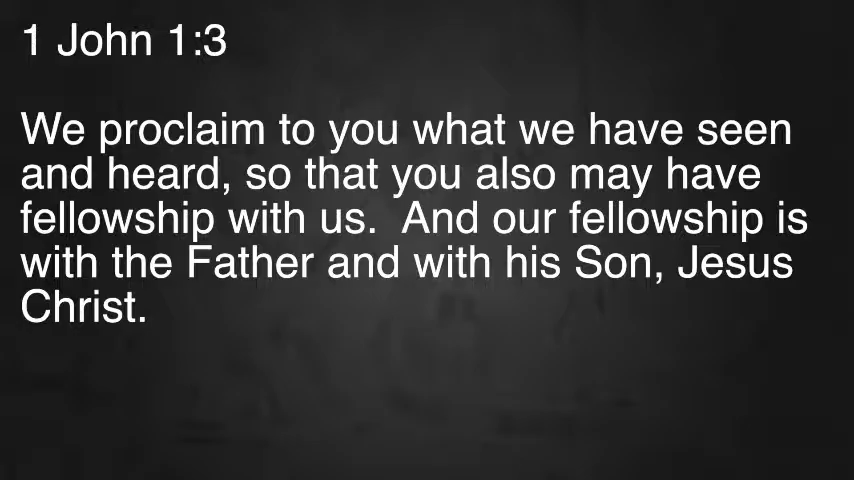 1 John 1:3
We proclaim to you what we have seen
and heard, so that you also may have
fellowship with us.  And our fellowship is
with the Father and with his Son, Jesus
Christ.